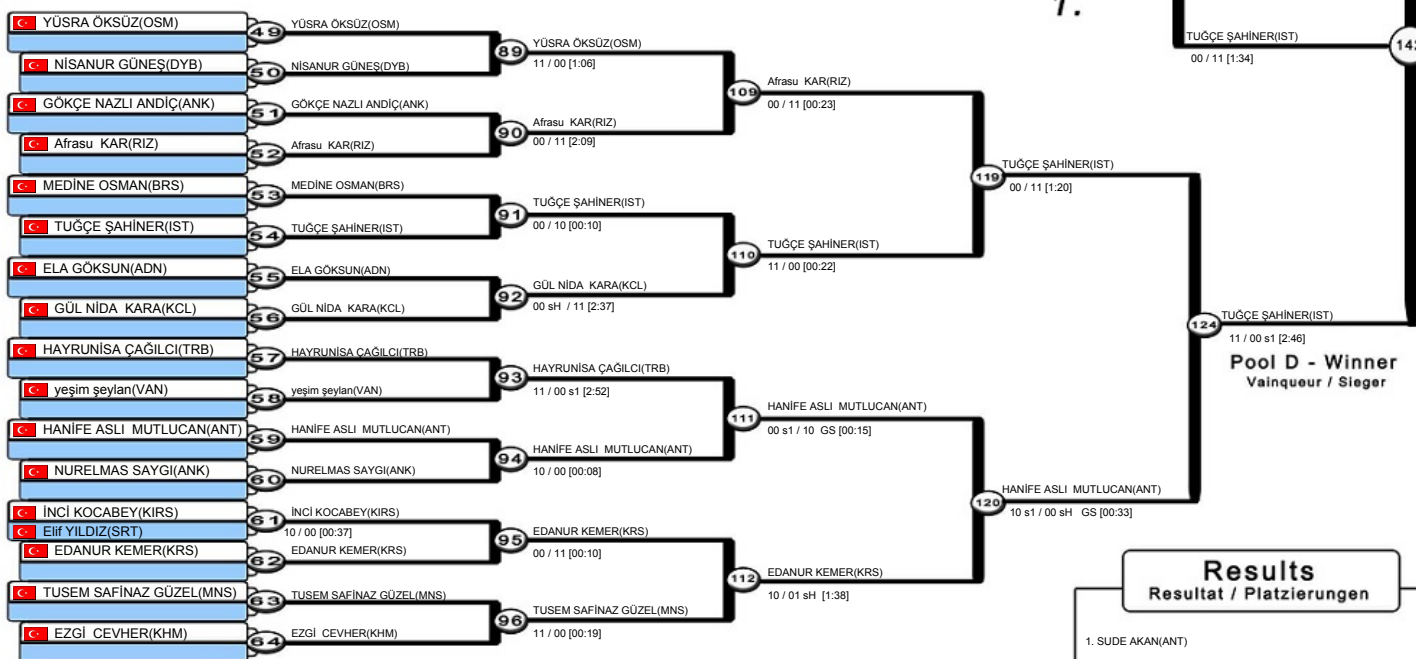 1.
TUĞÇE ŞAHİNER(IST)
142
00 / 11 [1:34]
YÜSRA ÖKSÜZ(OSM)
49
YÜSRA ÖKSÜZ(OSM)
89
YÜSRA ÖKSÜZ(OSM)
11 / 00 [1:06]
NİSANUR GÜNEŞ(DYB)
50
NİSANUR GÜNEŞ(DYB)
109
Afrasu KAR(RIZ)
00 / 11 [00:23]
GÖKÇE NAZLI ANDİÇ(ANK)
51
GÖKÇE NAZLI ANDİÇ(ANK)
90
Afrasu KAR(RIZ)
00 / 11 [2:09]
Afrasu KAR(RIZ)
52
Afrasu KAR(RIZ)
119
TUĞÇE ŞAHİNER(IST)
00 / 11 [1:20]
MEDİNE OSMAN(BRS)
53
MEDİNE OSMAN(BRS)
91
TUĞÇE ŞAHİNER(IST)
00 / 10 [00:10]
TUĞÇE ŞAHİNER(IST)
54
TUĞÇE ŞAHİNER(IST)
110
TUĞÇE ŞAHİNER(IST)
11 / 00 [00:22]
ELA GÖKSUN(ADN)
55
ELA GÖKSUN(ADN)
92
GÜL NİDA KARA(KCL)
00 sH / 11 [2:37]
GÜL NİDA KARA(KCL)
56
GÜL NİDA KARA(KCL)
124
TUĞÇE ŞAHİNER(IST)
11 / 00 s1 [2:46]
Pool D - Winner
Vainqueur / Sieger
HAYRUNİSA ÇAĞILCI(TRB)
57
HAYRUNİSA ÇAĞILCI(TRB)
93
HAYRUNİSA ÇAĞILCI(TRB)
11 / 00 s1 [2:52]
yeşim şeylan(VAN)
58
yeşim şeylan(VAN)
111
HANİFE ASLI MUTLUCAN(ANT)
00 s1 / 10 GS [00:15]
HANİFE ASLI MUTLUCAN(ANT)
59
HANİFE ASLI MUTLUCAN(ANT)
94
HANİFE ASLI MUTLUCAN(ANT)
10 / 00 [00:08]
NURELMAS SAYGI(ANK)
60
NURELMAS SAYGI(ANK)
120
HANİFE ASLI MUTLUCAN(ANT)
10 s1 / 00 sH GS [00:33]
İNCİ KOCABEY(KIRS)
Elif YILDIZ(SRT)
61
İNCİ KOCABEY(KIRS)
10 / 00 [00:37]
95
EDANUR KEMER(KRS)
00 / 11 [00:10]
EDANUR KEMER(KRS)
62
EDANUR KEMER(KRS)
112
EDANUR KEMER(KRS)
10 / 01 sH [1:38]
TUSEM SAFİNAZ GÜZEL(MNS)
63
TUSEM SAFİNAZ GÜZEL(MNS)
96
TUSEM SAFİNAZ GÜZEL(MNS)
11 / 00 [00:19]
EZGİ CEVHER(KHM)
64
EZGİ CEVHER(KHM)
Results
Resultat / Platzierungen
1. SUDE AKAN(ANT)